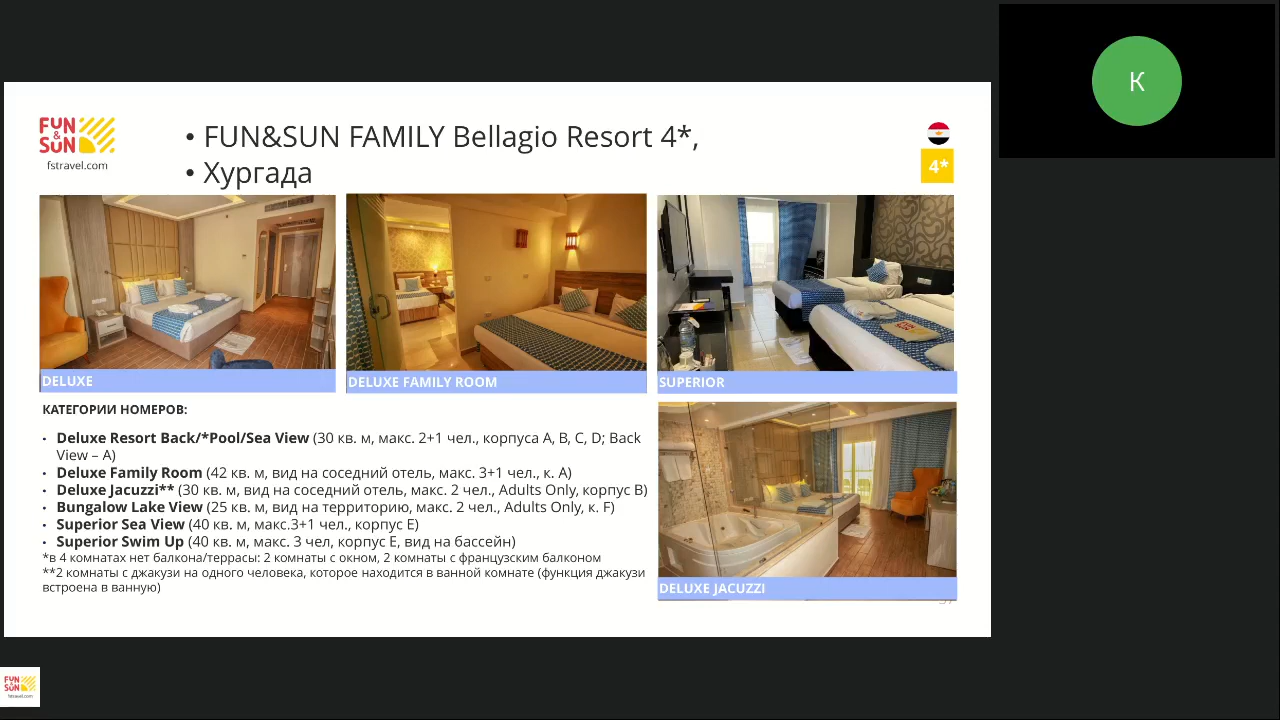 FUN
&
SUN
fstravel.com
• FUN&SUN FAMILY Bellagio Resort 4*,
• Хургада
4*
K
DELUXE
DELUXE FAMILY ROOM
SUPERIOR
КАТЕГОРИИ НОМЕРОВ:
• Deluxe Resort Back/*Pool/Sea View (30 кв. м, макс. 2+1 чел., корпуса A, B, C, D; Back
View – A)
• Deluxe Family Room (42 кв. м, вид на соседний отель, макс. 3+1 чел., к. A)
• Deluxe Jacuzzi** (30 кв. м, вид на соседний отель, макс. 2 чел., Adults Only, корпус B)
• Bungalow Lake View (25 кв. м, вид на территорию, макс. 2 чел., Adults Only, к. F)
• Superior Sea View (40 кв. м, макс.3+1 чел., корпус E)
• Superior Swim Up (40 кв. м, макс. 3 чел, корпус E, вид на бассейн)
*в 4 комнатах нет балкона/террасы: 2 комнаты с окном, 2 комнаты с французским балконом
**2 комнаты с джакузи на одного человека, которое находится в ванной комнате (функция джакузи
встроена в ванную)
DELUXE JACUZZI
FUN
&
SUN
fstravel.com